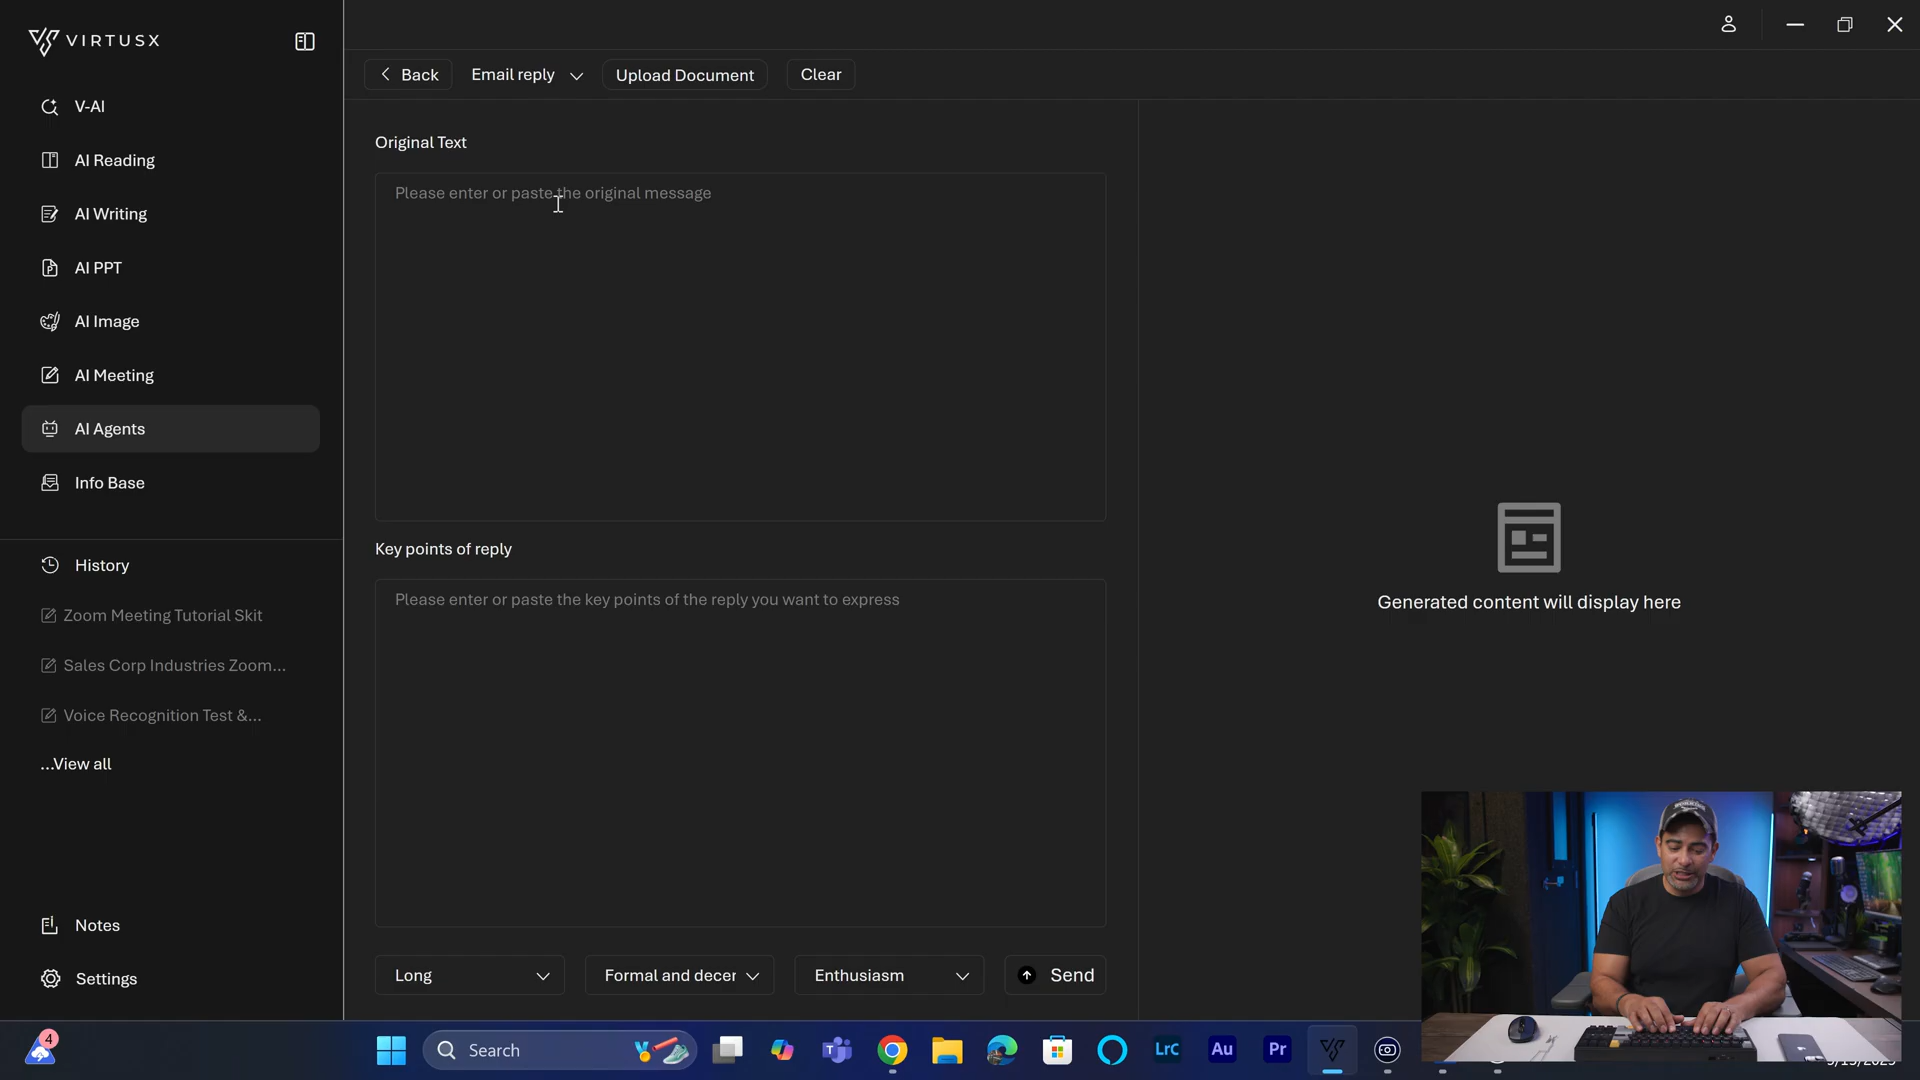 VIRTUSX
V-AI
AI Reading
AI Writing
AI PPT
AI Image
AI Meeting
AI Agents
Info Base
History
Zoom Meeting Tutorial Skit
Sales Corp Industries Zoom...
Voice Recognition Test &...
...View all
Notes
Settings
Back
Email reply
Upload Document
Clear
Original Text
Please enter or paste the original message
Key points of reply
Please enter or paste the key points of the reply you want to express
Long
Formal and decer
Enthusiasm
Send
Generated content will display here
4
Search
LrC
Au
Pr